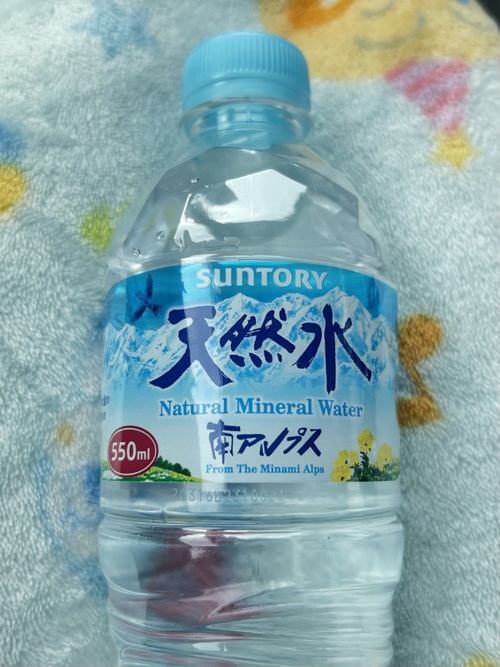 SUNTORY
天然水
Natural Mineral Water
南アルプス
550ml
From The Minami Alps